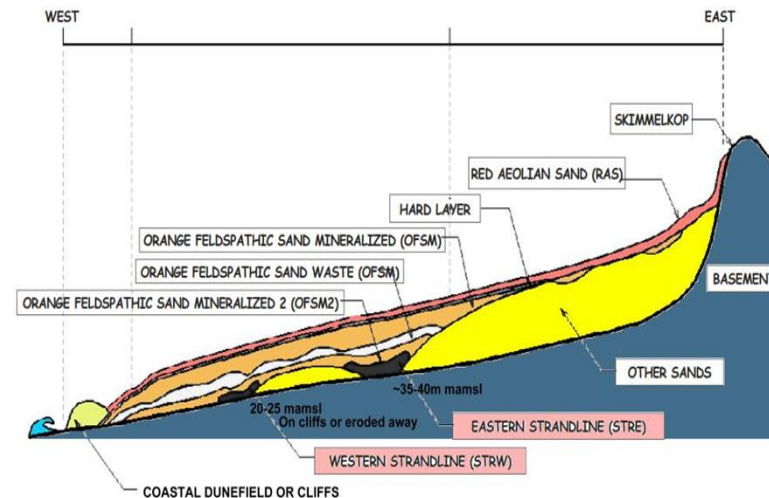 WEST
EAST
SKIMMELKOP
RED AEOLIAN SAND (RAS)
HARD LAYER
ORANGE FELDSPATHIC SAND MINERALIZED (OFSM)
ORANGE FELDSPATHIC SAND WASTE (OFSM)
ORANGE FELDSPATHIC SAND MINERALIZED 2 (OFSM2)
BASEMENT
OTHER SANDS
~35-40m mamsl
20-25 mamsl
On cliffs or eroded away
EASTERN STRANDLINE (STRE)
WESTERN STRANDLINE (STRW)
COASTAL DUNEFIELD OR CLIFFS